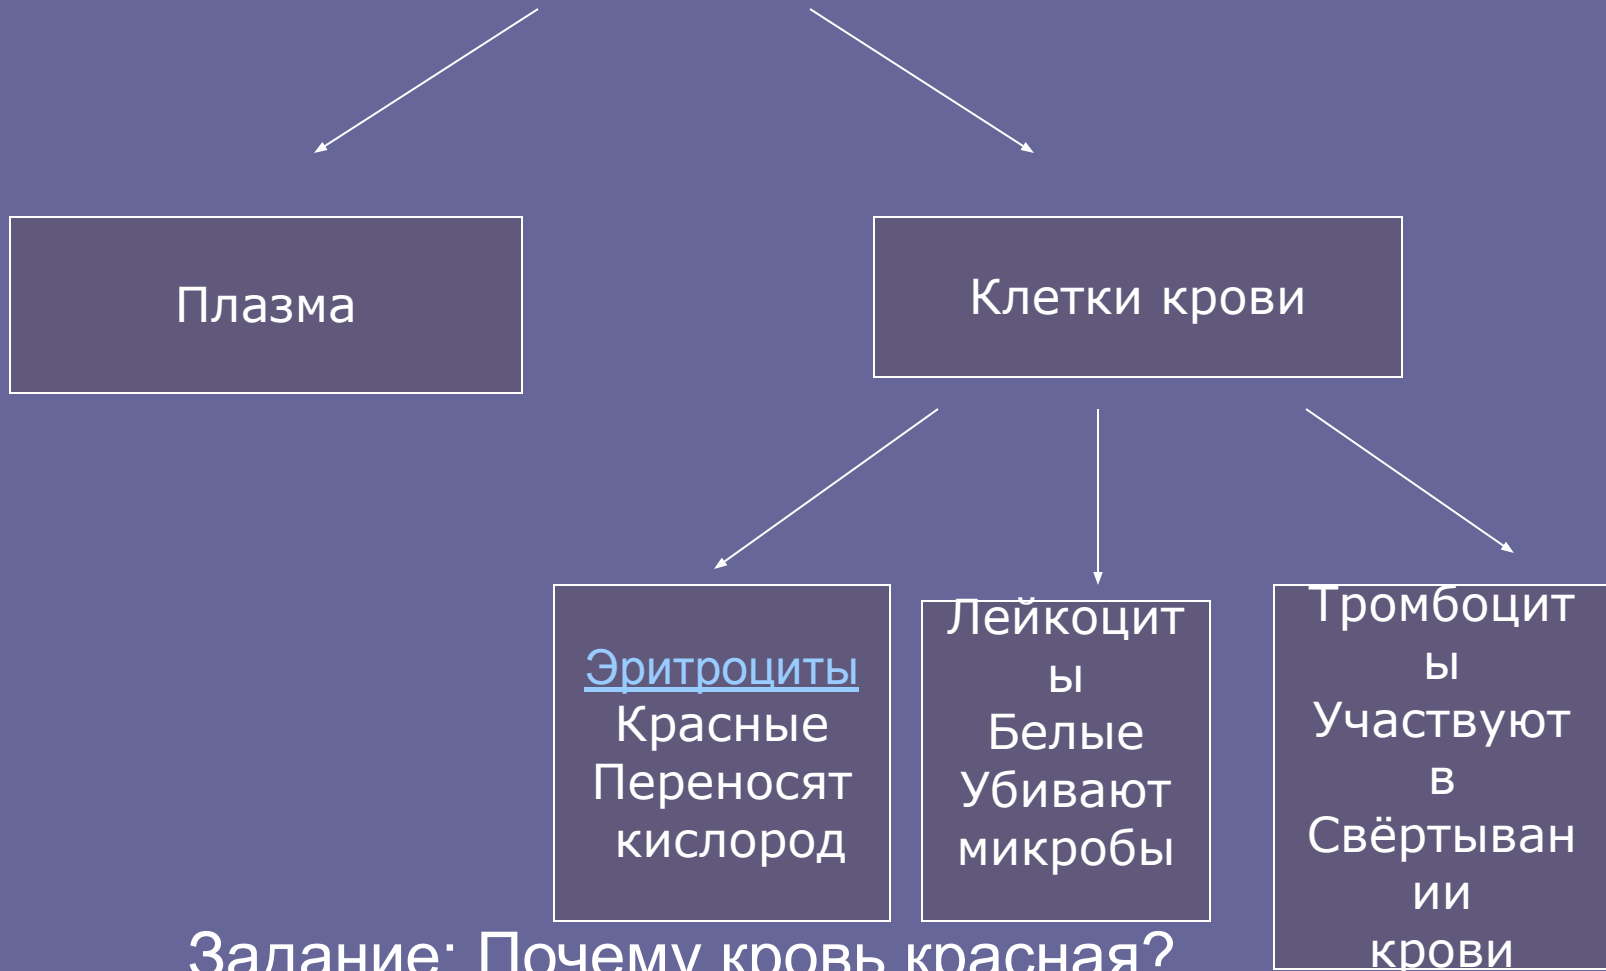 Плазма
Клетки крови
Эритроциты
Красные
Переносят
кислород
Лейкоцит
ы
Белые
Убивают
микробы
Тромбоцит
ы
Участвуют
в
Свёртыван
ии
крови
Задание: Почему кровь красная?